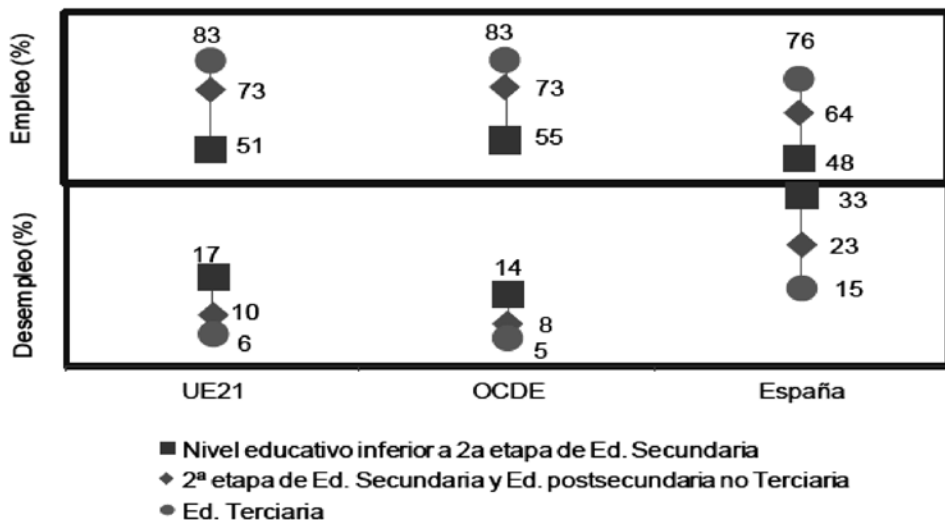 Empleo (%)
83
73
51
83
73
55
76
64
48
Desempleo (%)
17
10
6
14
8
5
33
23
15
UE21
OCDE
España
Nivel educativo inferior a 2a etapa de Ed. Secundaria
2ª etapa de Ed. Secundaria y Ed. postsecundaria no Terciaria
Ed. Terciaria